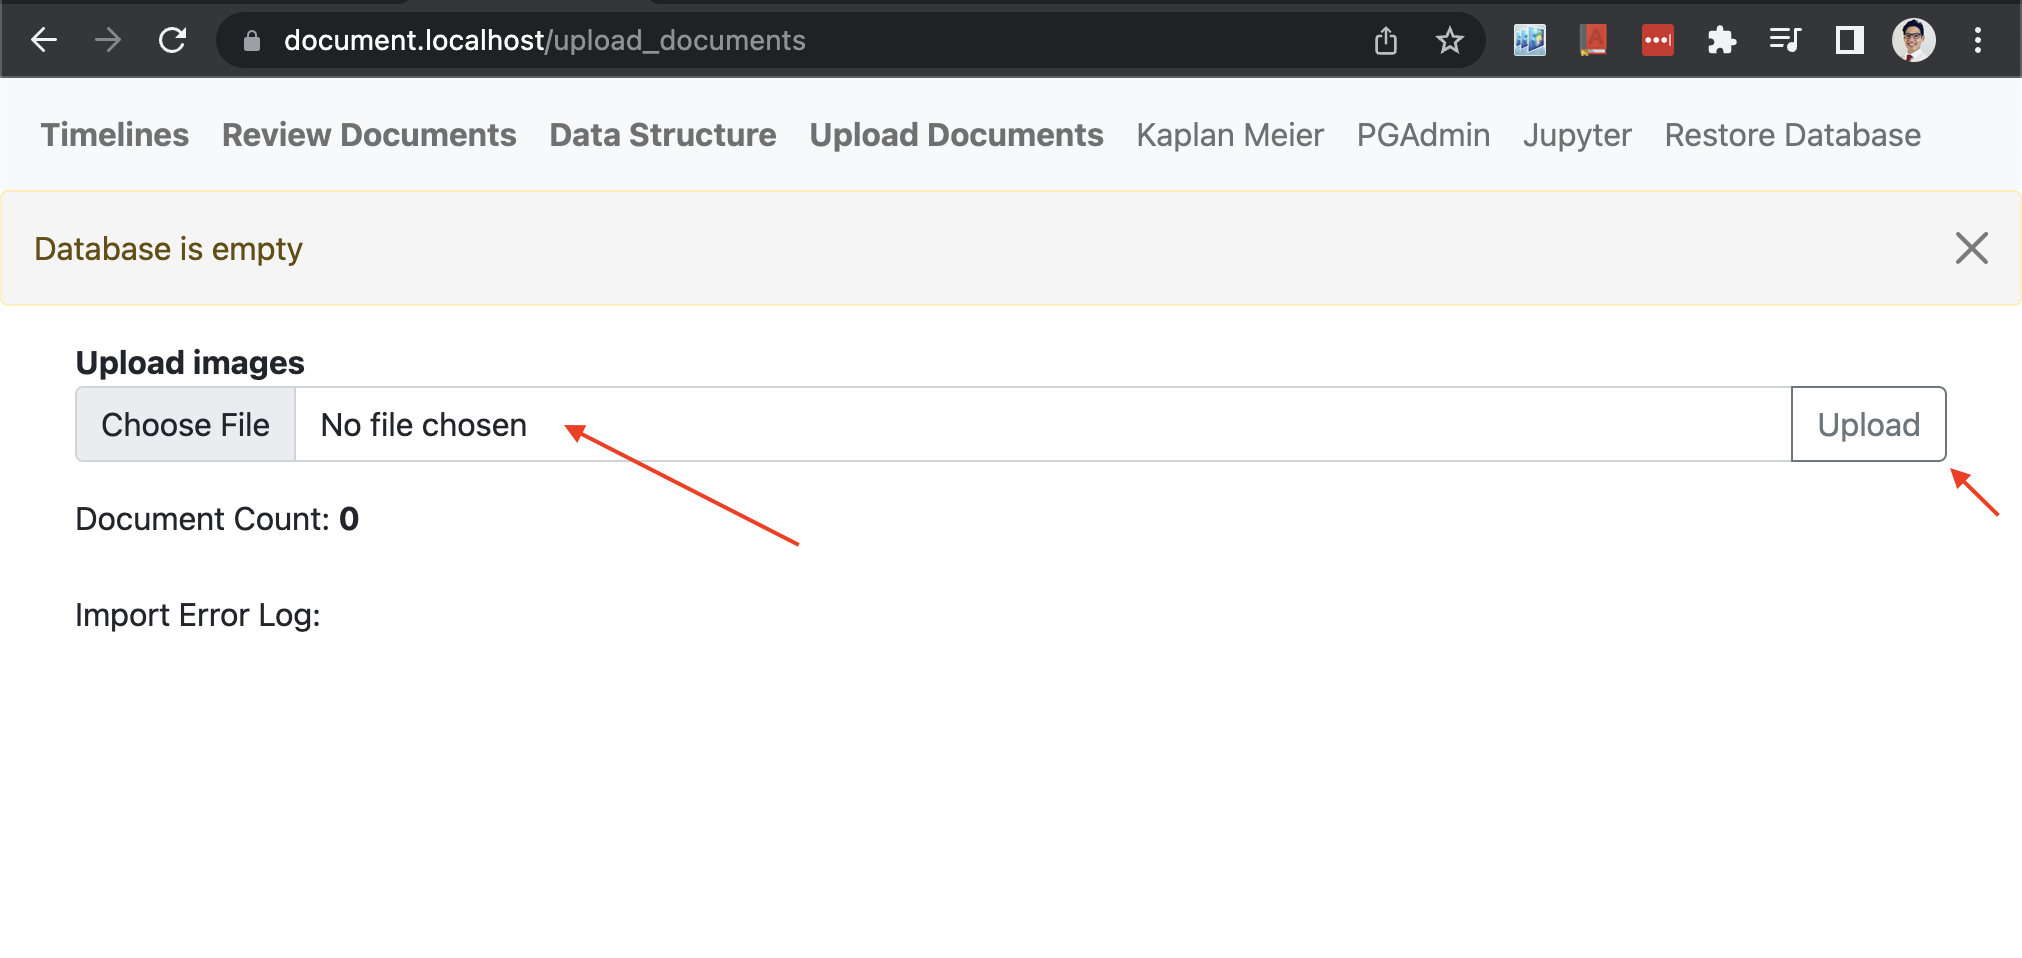 document.localhost/upload_documents
Timelines Review Documents Data Structure Upload Documents Kaplan Meier PGAdmin Jupyter Restore Database
Database is empty
Upload images
Choose File No file chosen Upload
Document Count: 0
Import Error Log: